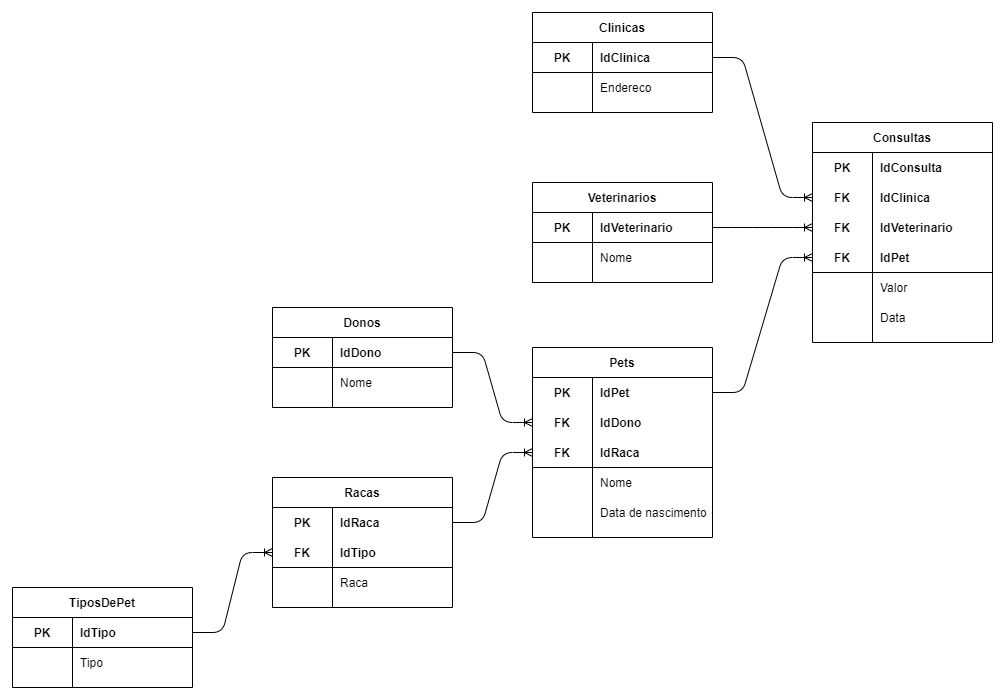 Clinicas
PK IdClinica
Endereco
Consultas
PK IdConsulta
FK IdClinica
FK IdVeterinario
FK IdPet
Valor
Data
Veterinarios
PK IdVeterinario
Nome
Donos
PK IdDono
Nome
Pets
PK IdPet
FK IdDono
FK IdRaca
Nome
Data de nascimento
Racas
PK IdRaca
FK IdTipo
Raca
TiposDePet
PK IdTipo
Tipo